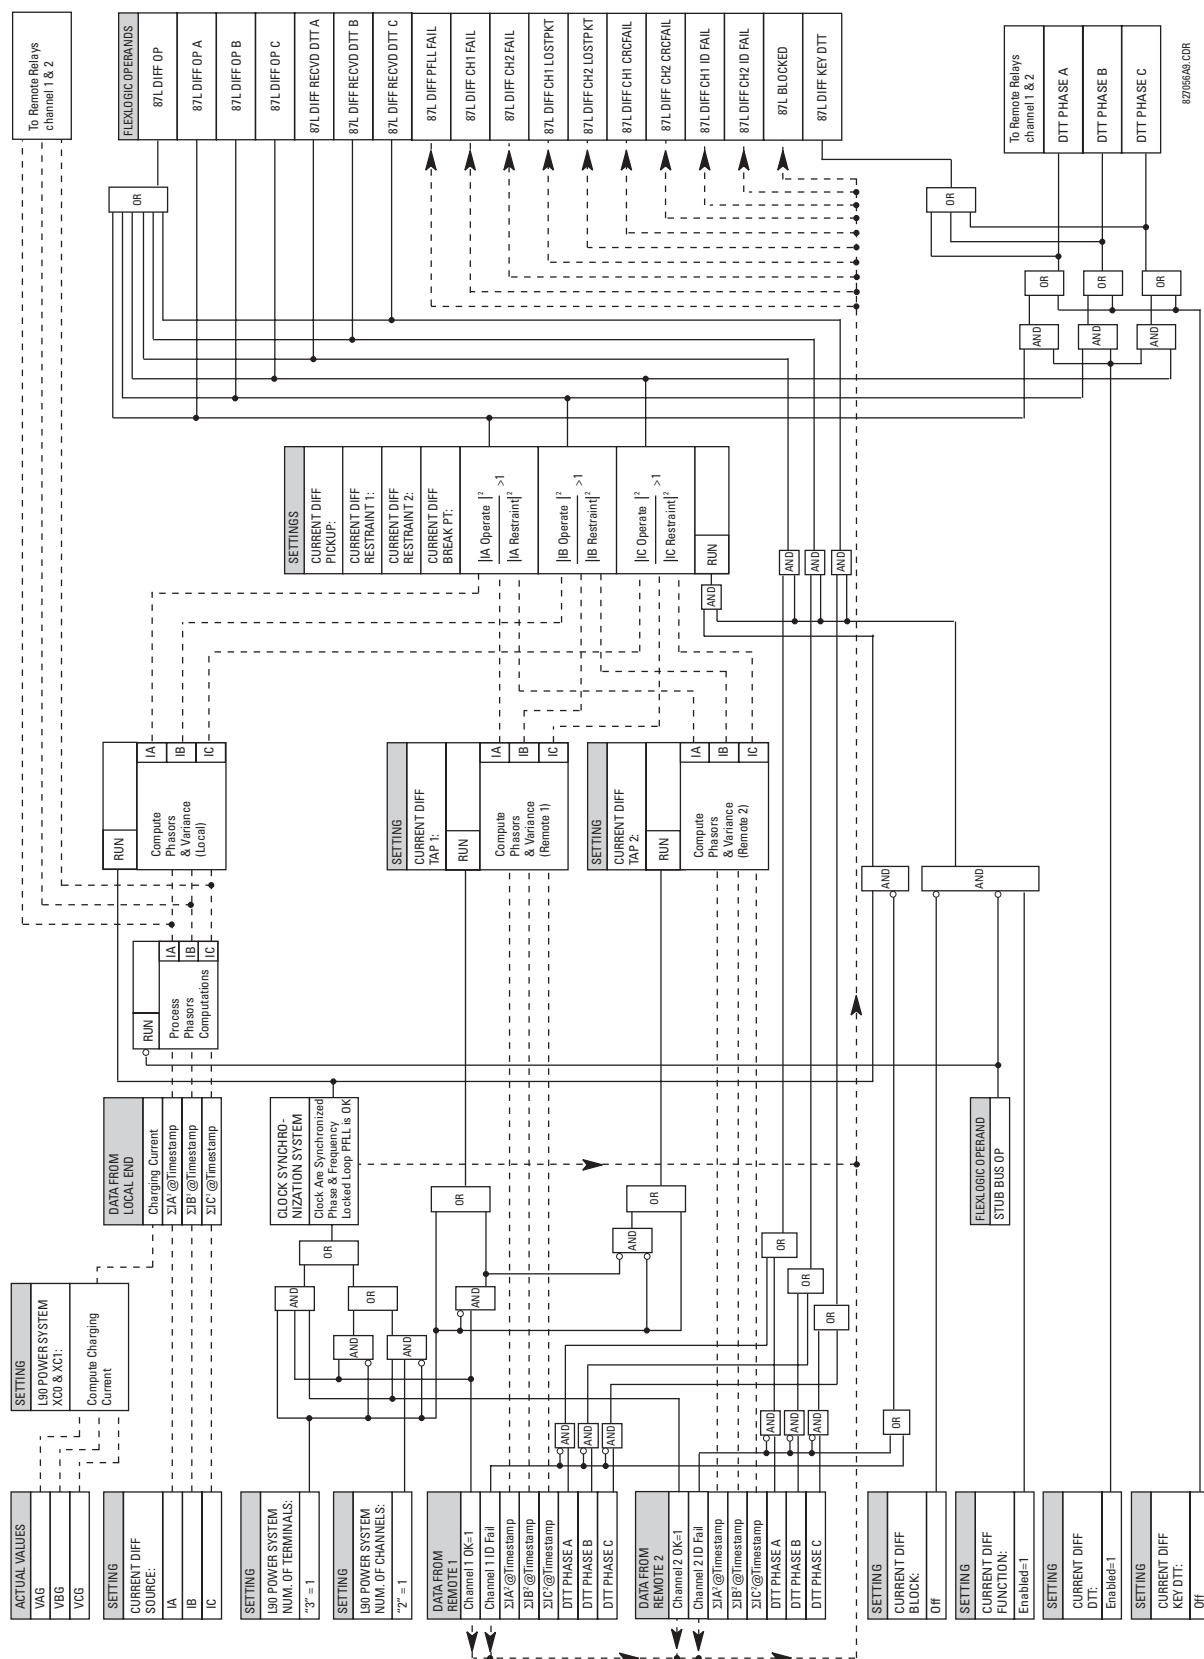 ACTUAL VALUES
VAG
VBG
VCG
SETTING
CURRENT DIFF
SOURCE:
IA
IB
IC
SETTING
L90 POWER SYSTEM
NUM. OF TERMINALS:
“3” = 1
SETTING
L90 POWER SYSTEM
NUM. OF CHANNELS:
“2” = 1
DATA FROM
REMOTE 1
Channel 1 OK=1
Channel 1 ID Fail
ΣIA²@Timestamp
ΣIB²@Timestamp
ΣIC²@Timestamp
DTT PHASE A
DTT PHASE B
DTT PHASE C
DATA FROM
REMOTE 2
Channel 2 OK=1
Channel 2 ID Fail
ΣIA²@Timestamp
ΣIB²@Timestamp
ΣIC²@Timestamp
DTT PHASE A
DTT PHASE B
DTT PHASE C
SETTING
CURRENT DIFF
BLOCK:
Off
SETTING
CURRENT DIFF
FUNCTION:
Enabled=1
SETTING
CURRENT DIFF
DTT:
Enabled=1
SETTING
CURRENT DIFF
KEY DTT:
Off
SETTING
L90 POWER SYSTEM
XC0 & XC1:
Compute Charging
Current
AND
AND
AND
OR
OR
AND
AND
AND
AND
AND
AND
AND
OR
OR
OR
OR
AND
OR
OR
DATA FROM
LOCAL END
Charging Current
ΣIA²@Timestamp
ΣIB²@Timestamp
ΣIC²@Timestamp
CLOCK SYNCHRO-
NIZATION SYSTEM
Clock Are Synchronized
Phase & Frequency
Locked Loop PFLL is OK
FLEXLOGIC OPERAND
STUB BUS OP
RUN
Process
Phasors
Computations
IA
IB
IC
RUN
Compute
Phasors
& Variance
(Local)
IA
IB
IC
SETTING
CURRENT DIFF
TAP 1:
RUN
Compute
Phasors
& Variance
(Remote 1)
IA
IB
IC
SETTING
CURRENT DIFF
TAP 2:
RUN
Compute
Phasors
& Variance
(Remote 2)
IA
IB
IC
AND
AND
SETTINGS
CURRENT DIFF
PICKUP:
CURRENT DIFF
RESTRAINT 1:
CURRENT DIFF
RESTRAINT 2:
CURRENT DIFF
BREAK PT:
|IA Operate |²
>1
|IA Restraint|²
|IB Operate |²
>1
|IB Restraint|²
|IC Operate |²
>1
|IC Restraint|²
RUN
AND
AND
AND
AND
AND
AND
AND
OR
OR
OR
OR
OR
To Remote Relays
channel 1 & 2
FLEXLOGIC OPERANDS
87L DIFF OP
87L DIFF OP A
87L DIFF OP B
87L DIFF OP C
87L DIFF RECVD DTT A
87L DIFF RECVD DTT B
87L DIFF RECVD DTT C
87L DIFF PFLL FAIL
87L DIFF CH1 FAIL
87L DIFF CH2 FAIL
87L DIFF CH1 LOSTPKT
87L DIFF CH2 LOSTPKT
87L DIFF CH1 CRCFAIL
87L DIFF CH2 CRCFAIL
87L DIFF CH1 ID FAIL
87L DIFF CH2 ID FAIL
87L BLOCKED
87L DIFF KEY DTT
To Remote Relays
channel 1 & 2
DTT PHASE A
DTT PHASE B
DTT PHASE C
827056A9.CDR